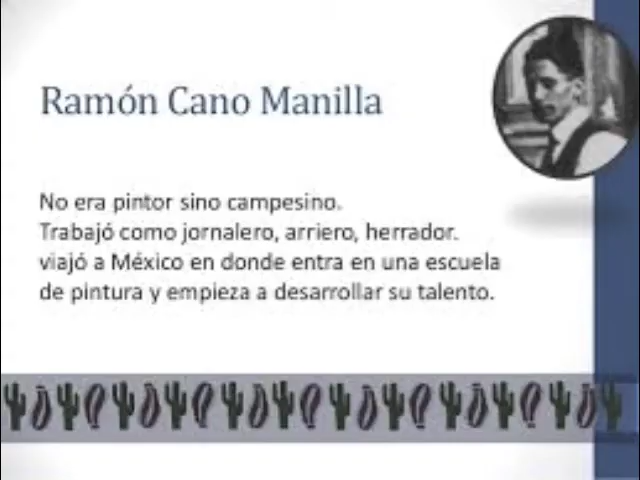 Ramón Cano Manilla
No era pintor sino campesino.
Trabajó como jornalero, arriero, herrador.
viajó a México en donde entra en una escuela
de pintura y empieza a desarrollar su talento.